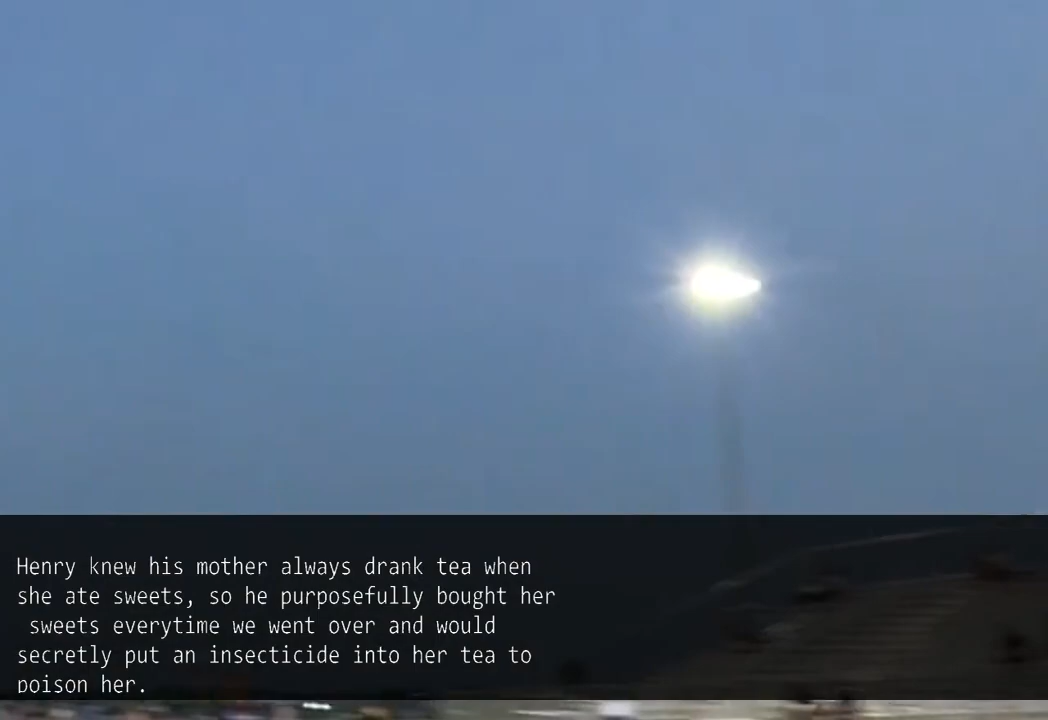 Henry knew his mother always drank tea when
she ate sweets, so he purposefully bought her
sweets everytime we went over and would
secretly put an insecticide into her tea to
poison her.